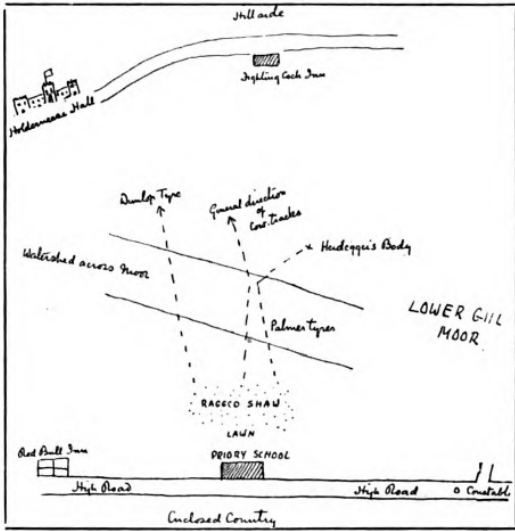 Hillside
Fighting Cock Inn
Holdernesse Hall
Dunlop Tyre
General direction
of
Cow-tracks
Heidegger's Body
Watershed across Moor
LOWER GILL
MOOR
Palmer tyres
RAGGED SHAW
LAWN
Red Bull Inn
PRIORY SCHOOL
High Road
High Road
Constable
Enclosed Country